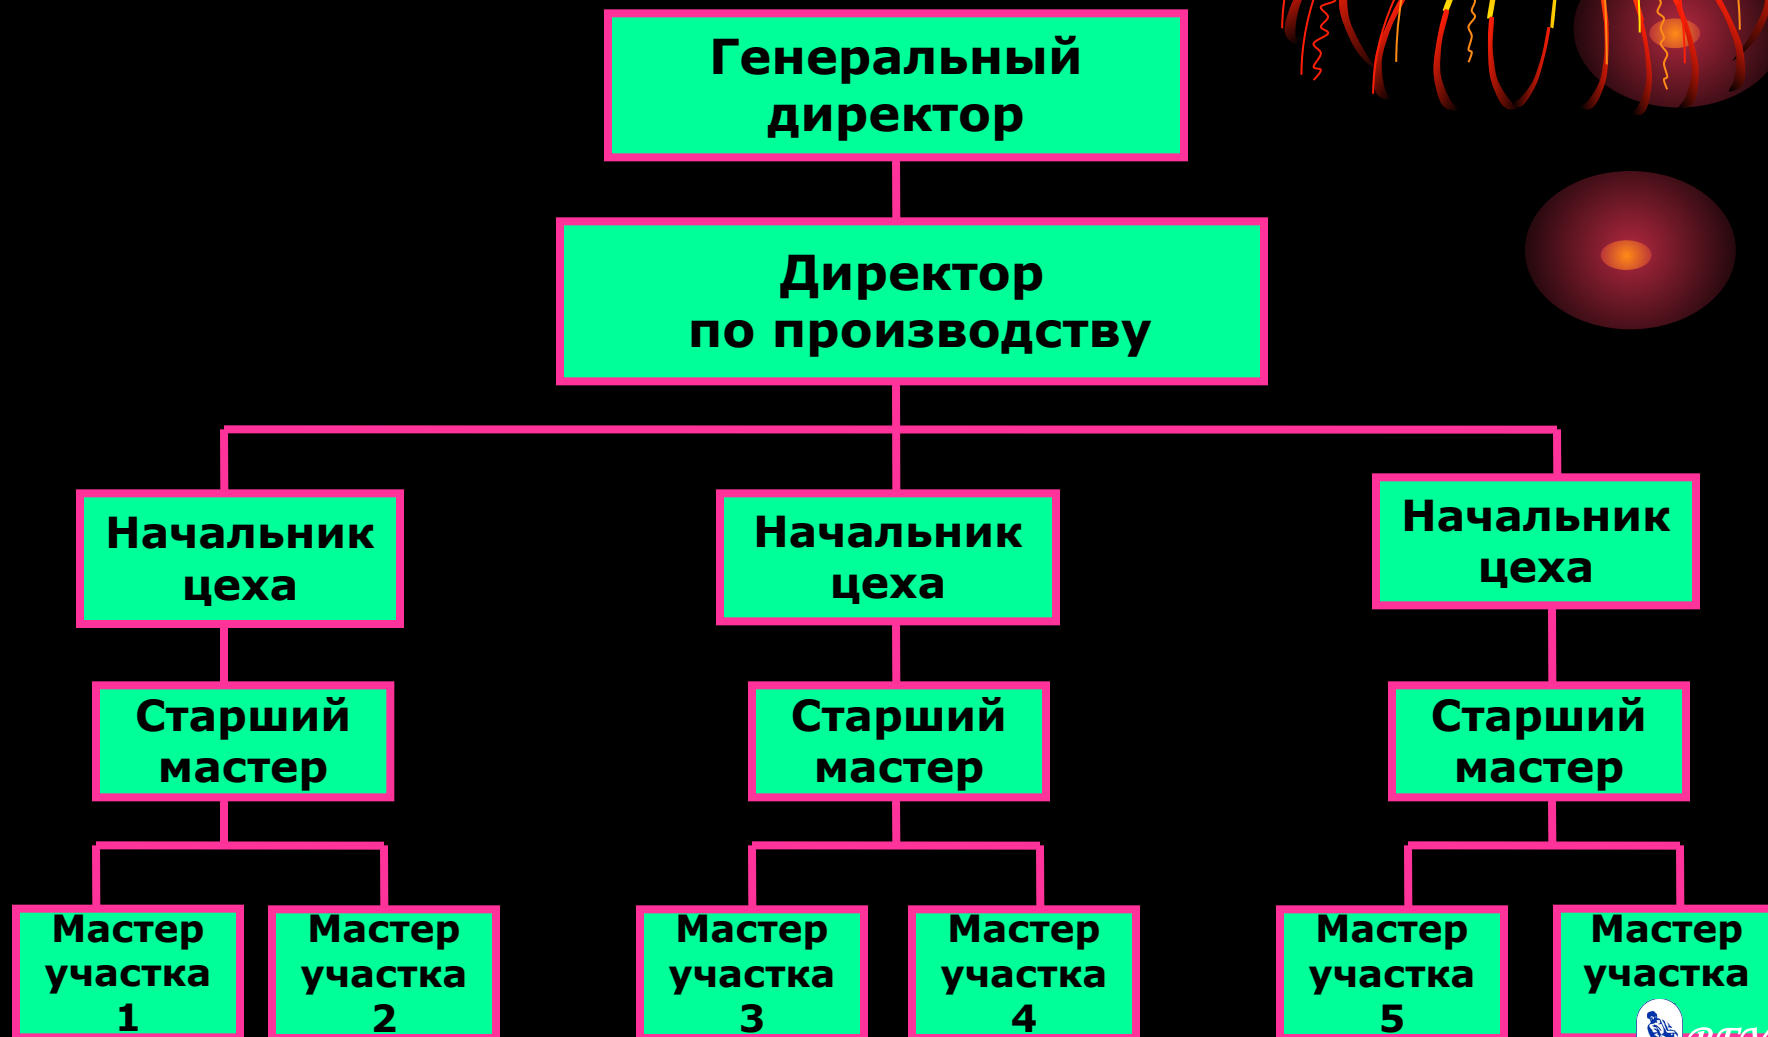 Генеральный
директор
Директор
по производству
Начальник
цеха
Начальник
цеха
Начальник
цеха
Старший
мастер
Старший
мастер
Старший
мастер
Мастер
участка
1
Мастер
участка
2
Мастер
участка
3
Мастер
участка
4
Мастер
участка
5
Мастер
участка